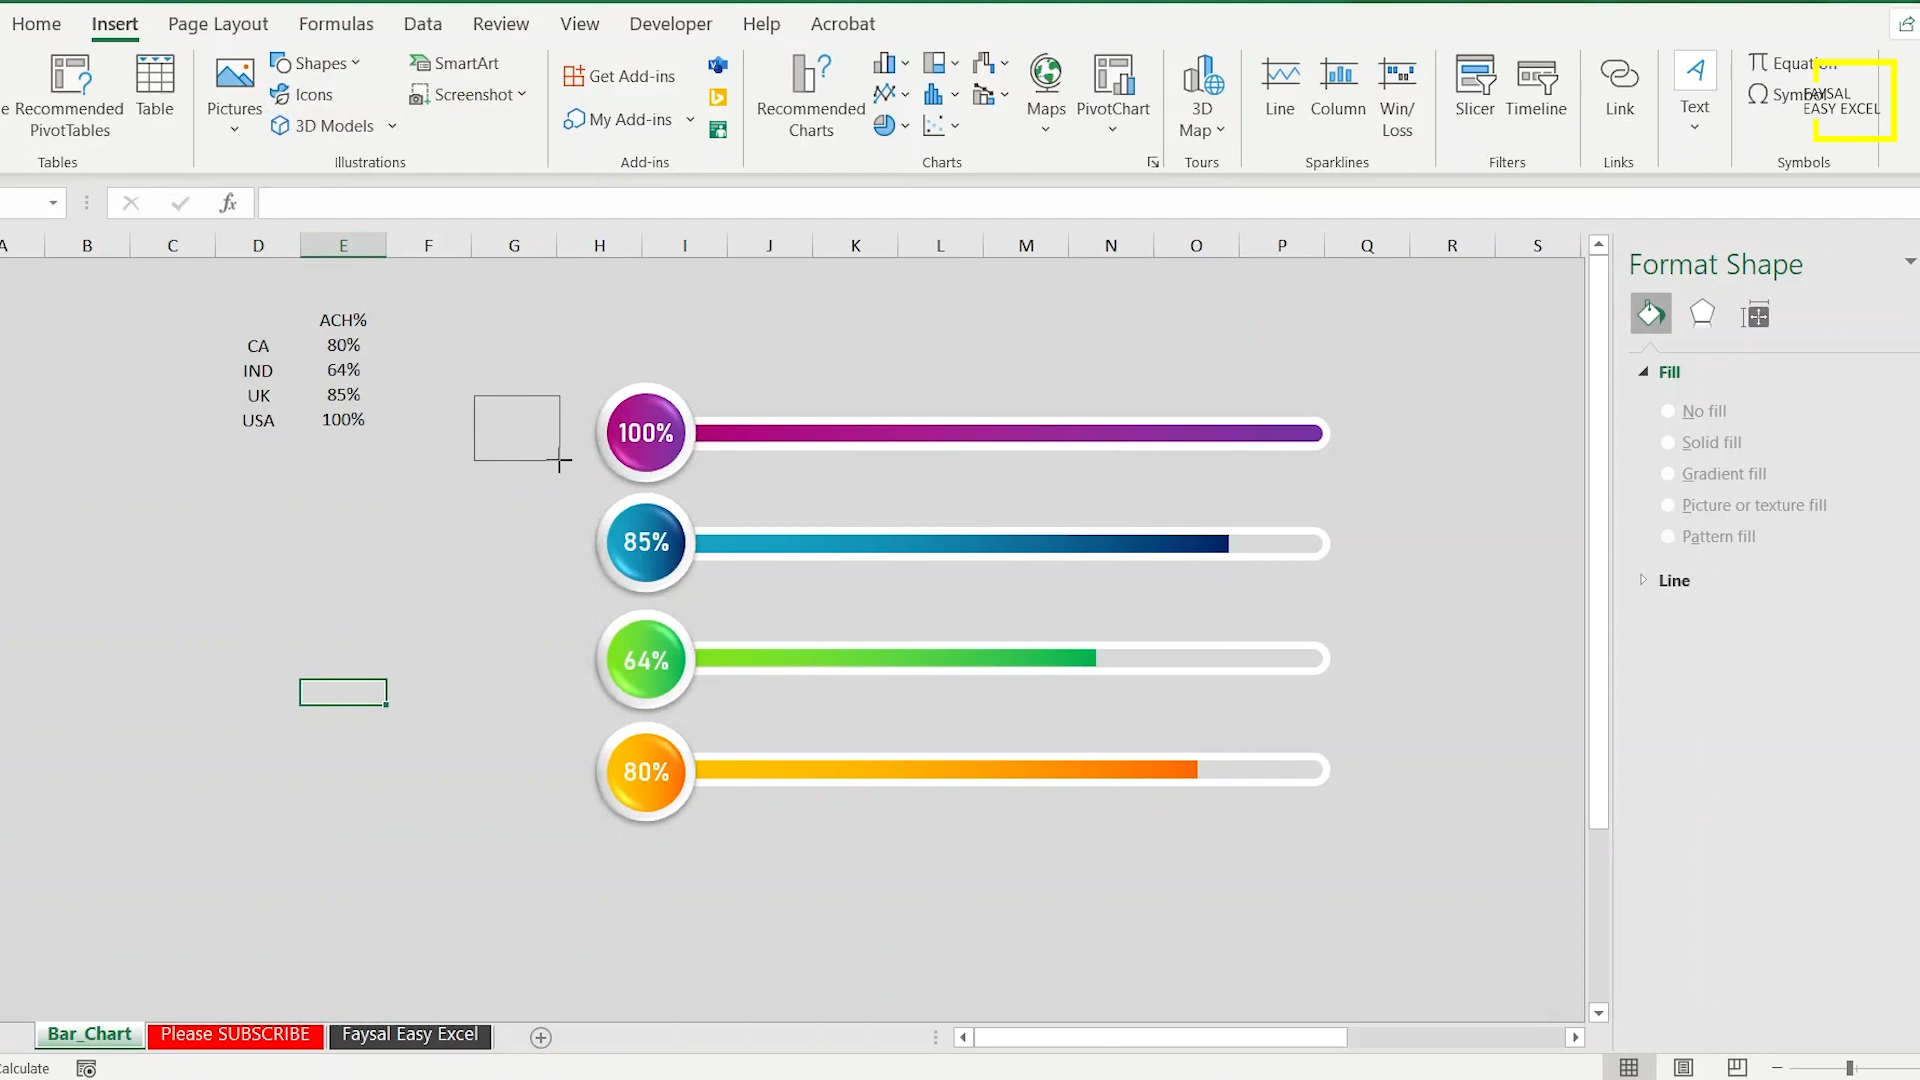 Home Insert Page Layout Formulas Data Review View Developer Help Acrobat
Recommended PivotTables
Table
Pictures
Shapes
Icons
3D Models
SmartArt
Screenshot
Get Add-ins
My Add-ins
Recommended Charts
Maps
PivotChart
3D Map
Line
Column
Win/Loss
Slicer
Timeline
Link
Text
Equation
Symbol
FAYSAL
EASY EXCEL
Tables Illustrations Add-ins Charts Tours Sparklines Filters Links Symbols
fx
A B C D E F G H I J K L M N O P Q R S
ACH%
CA 80%
IND 64%
UK 85%
USA 100%
100%
85%
64%
80%
Format Shape
Fill
No fill
Solid fill
Gradient fill
Picture or texture fill
Pattern fill
Line
Bar_Chart Please SUBSCRIBE Faysal Easy Excel
alculate